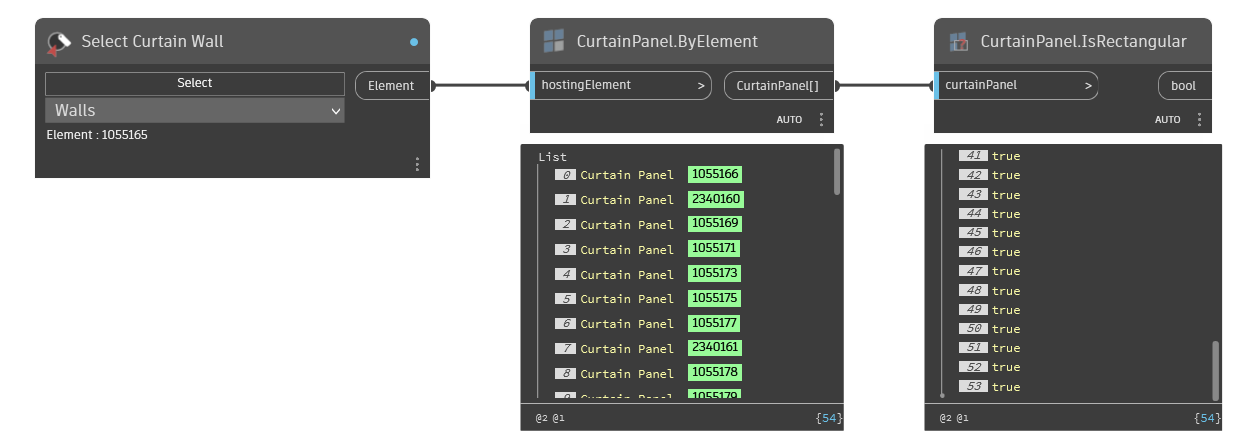 Select Curtain Wall
Select
Element
Walls
Element : 1055165
CurtainPanel.ByElement
hostingElement >
CurtainPanel[]
AUTO
List
0 Curtain Panel 1055166
1 Curtain Panel 2340160
2 Curtain Panel 1055169
3 Curtain Panel 1055171
4 Curtain Panel 1055173
5 Curtain Panel 1055175
6 Curtain Panel 1055177
7 Curtain Panel 2340161
8 Curtain Panel 1055178
9 Curtain Panel 1055179
@2 @1 {54}
CurtainPanel.IsRectangular
curtainPanel >
bool
AUTO
41 true
42 true
43 true
44 true
45 true
46 true
47 true
48 true
49 true
50 true
51 true
52 true
53 true
@2 @1 {54}